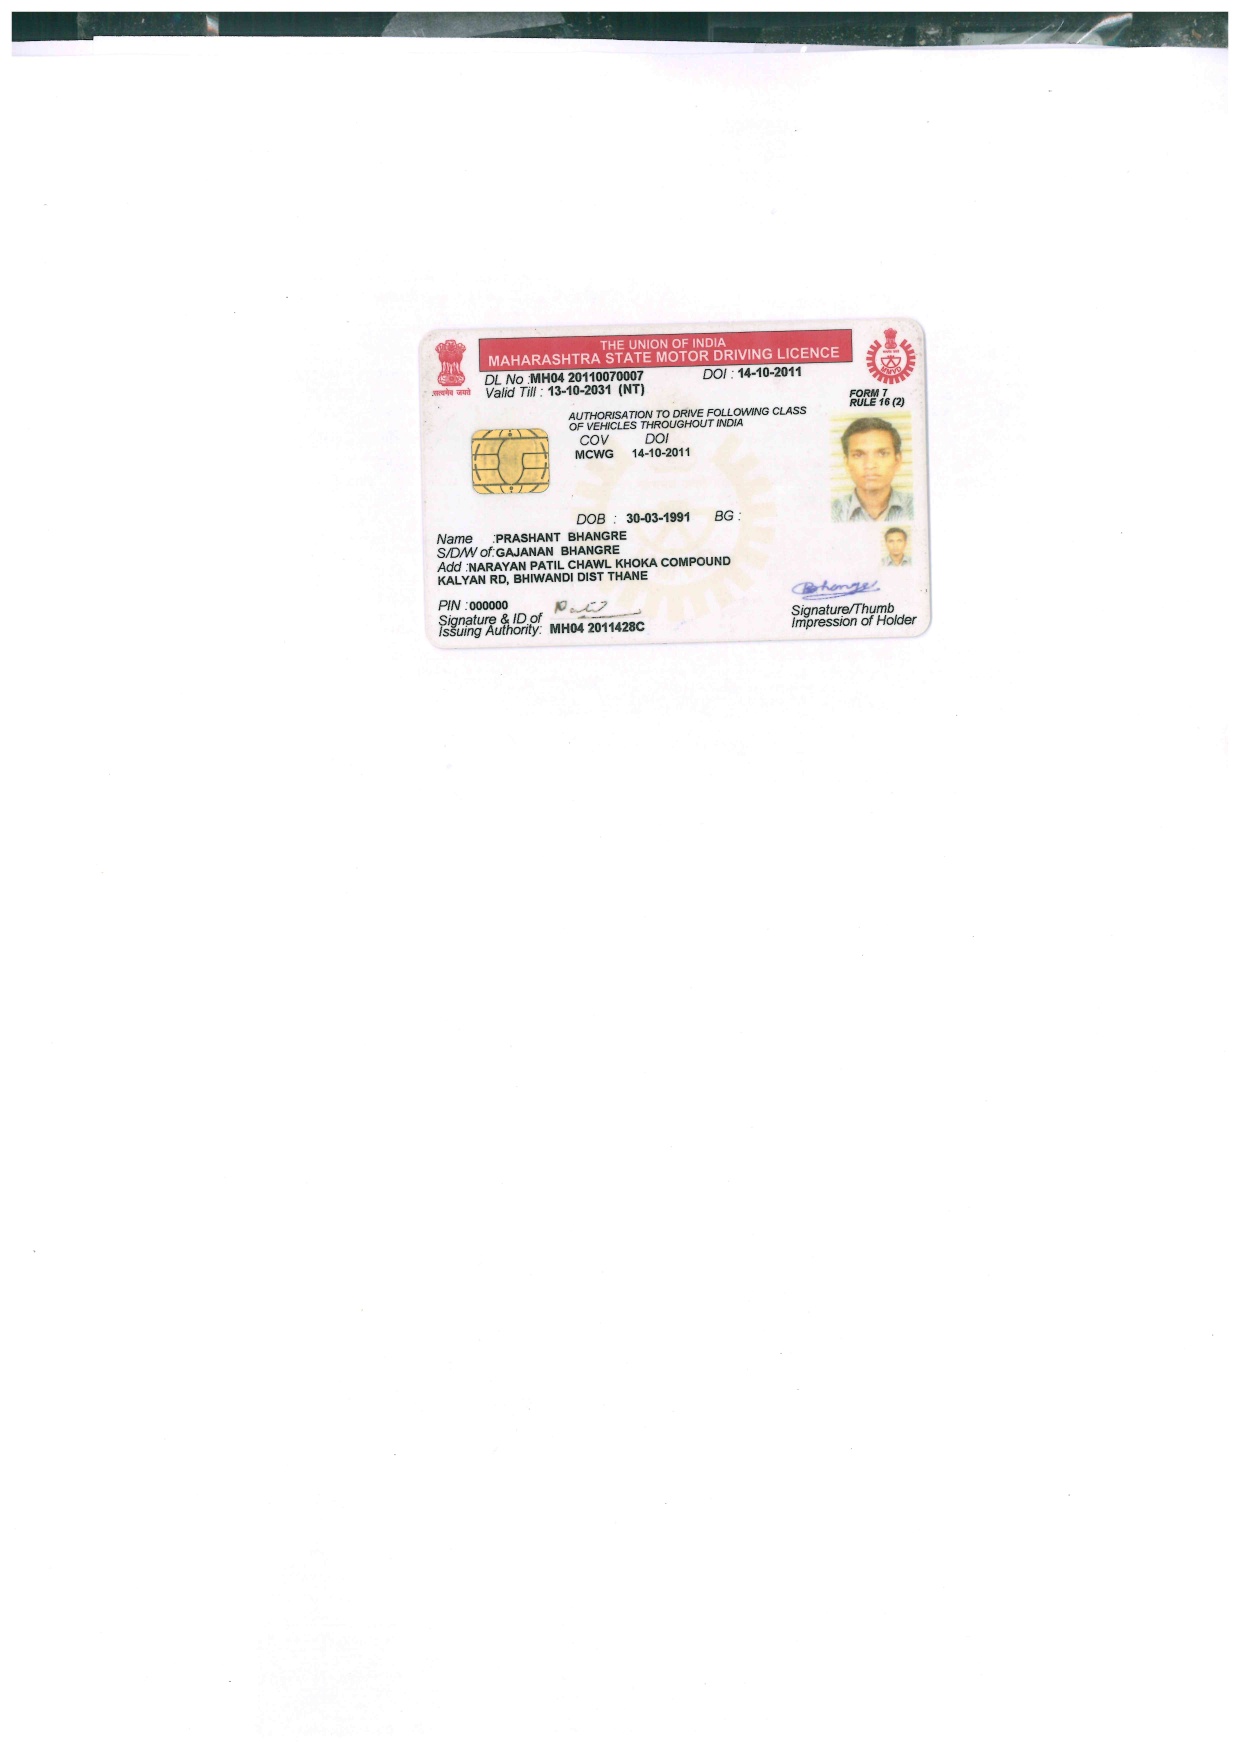 THE UNION OF INDIA
MAHARASHTRA STATE MOTOR DRIVING LICENCE
DL No :MH04 20110070007 DOI : 14-10-2011
Valid Till : 13-10-2031 (NT)
सत्यमेव जयते
FORM 7
RULE 16 (2)
AUTHORISATION TO DRIVE FOLLOWING CLASS
OF VEHICLES THROUGHOUT INDIA
COV DOI
MCWG 14-10-2011
DOB : 30-03-1991 BG :
Name :PRASHANT BHANGRE
S/D/W of:GAJANAN BHANGRE
Add :NARAYAN PATIL CHAWL KHOKA COMPOUND
KALYAN RD, BHIWANDI DIST THANE
PIN :000000
Signature & ID of
Issuing Authority: MH04 2011428C
Signature/Thumb
Impression of Holder